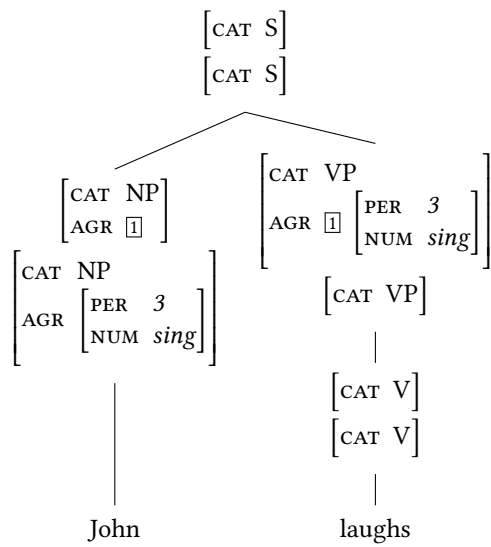 [CAT S]
[CAT S]
[CAT NP
AGR 1]
[CAT VP
AGR 1 [PER 3
NUM sing]]
[CAT NP
AGR [PER 3
NUM sing]]
[CAT VP]
[CAT V]
[CAT V]
John laughs